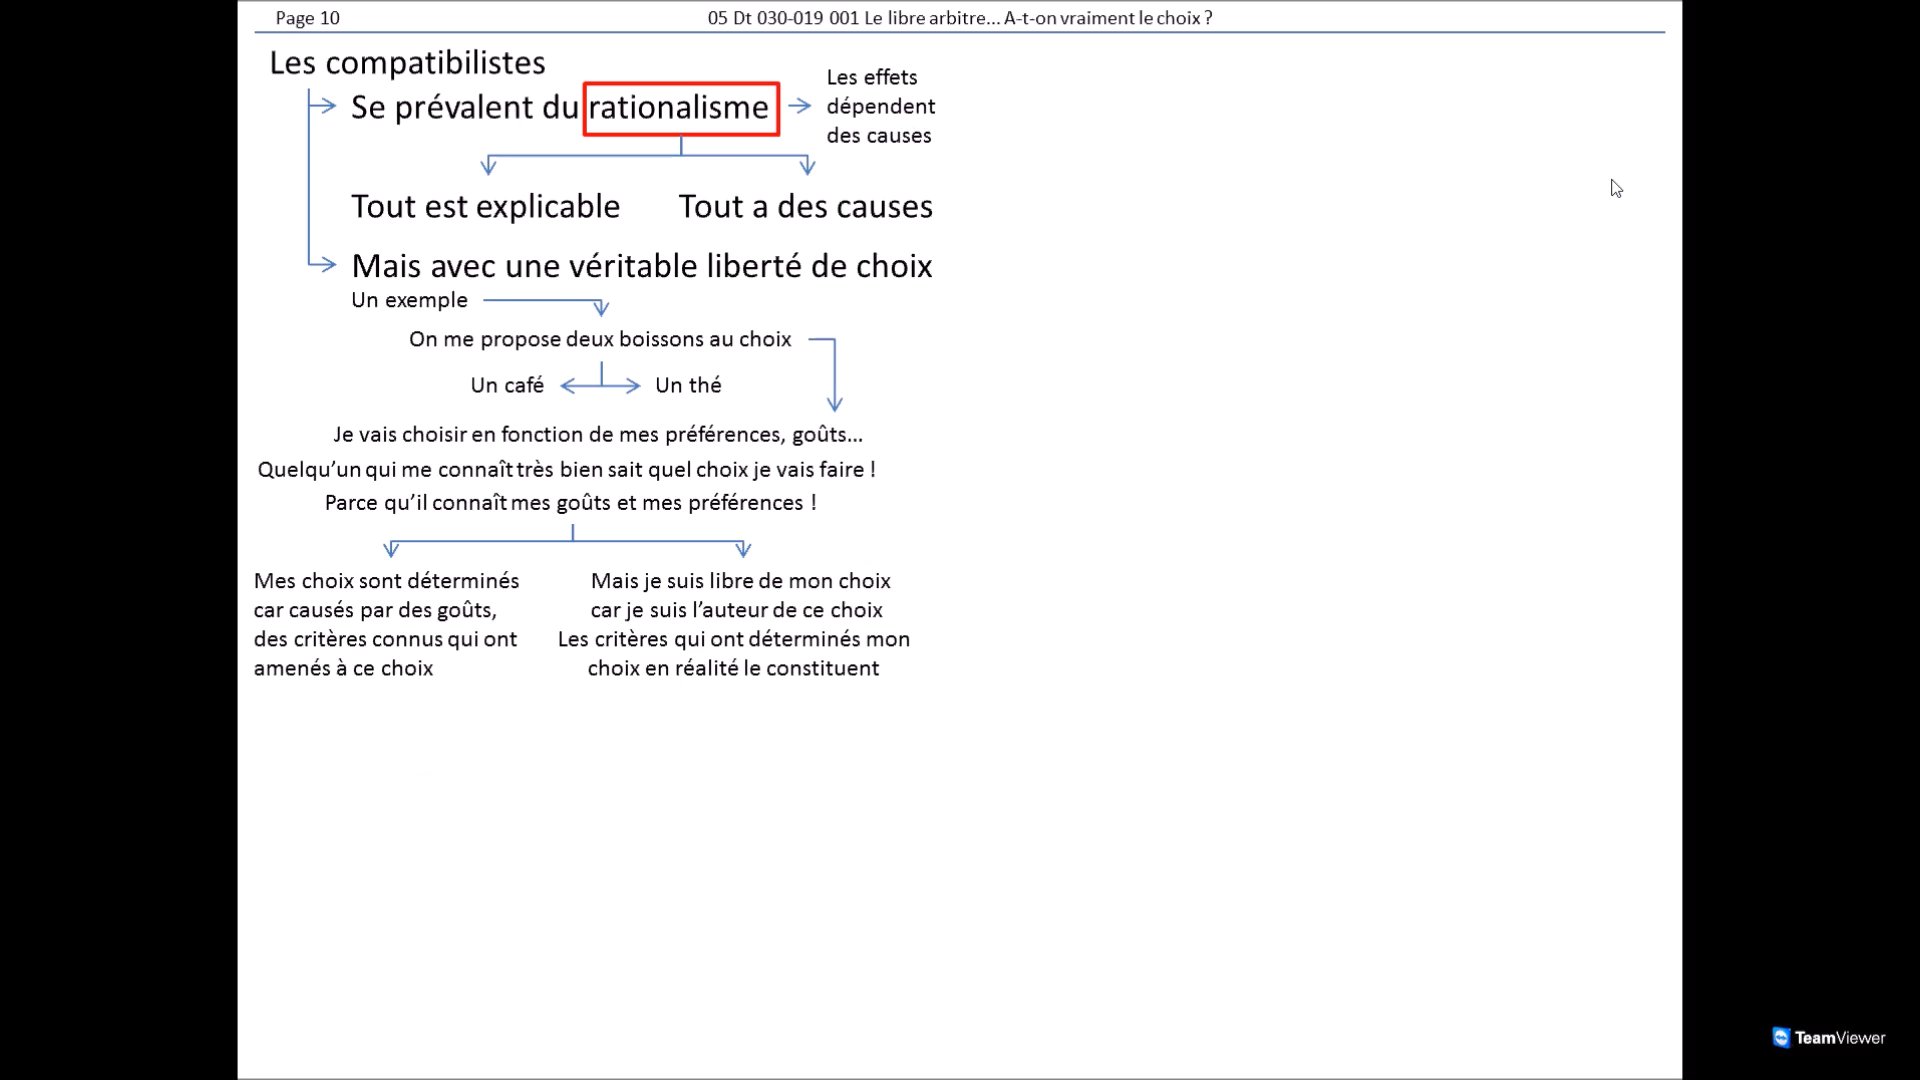 Page 10
05 Dt 030-019 001 Le libre arbitre... A-t-on vraiment le choix ?
Les compatibilistes
Se prévalent du rationalisme
Les effets
dépendent
des causes
Tout est explicable
Tout a des causes
Mais avec une véritable liberté de choix
Un exemple
On me propose deux boissons au choix
Un café
Un thé
Je vais choisir en fonction de mes préférences, goûts...
Quelqu’un qui me connaît très bien sait quel choix je vais faire !
Parce qu’il connaît mes goûts et mes préférences !
Mes choix sont déterminés
car causés par des goûts,
des critères connus qui ont
amenés à ce choix
Mais je suis libre de mon choix
car je suis l’auteur de ce choix
Les critères qui ont déterminés mon
choix en réalité le constituent
TeamViewer